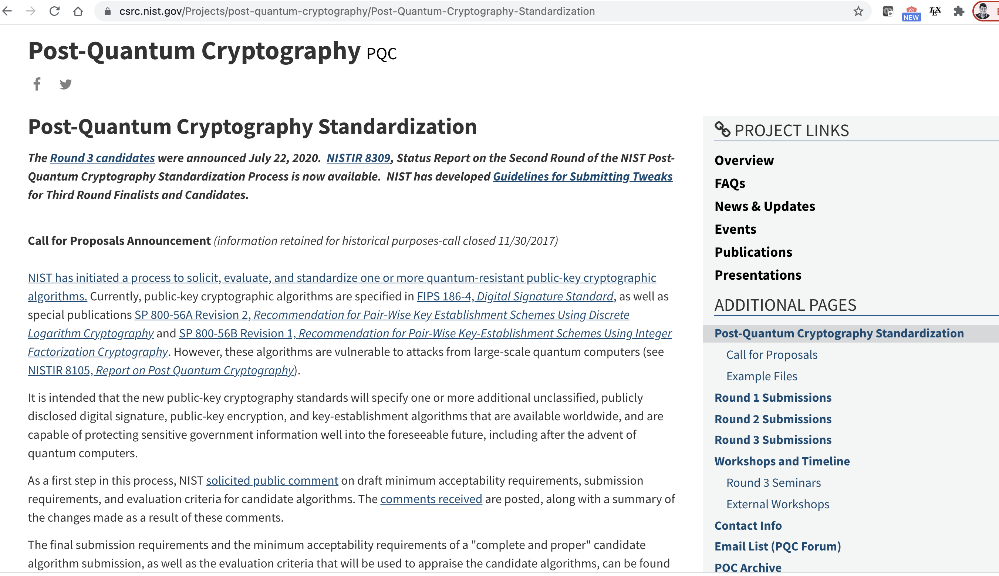 csrc.nist.gov/Projects/post-quantum-cryptography/Post-Quantum-Cryptography-Standardization
NEW
TEX
Post-Quantum Cryptography PQC
Post-Quantum Cryptography Standardization
The Round 3 candidates were announced July 22, 2020. NISTIR 8309, Status Report on the Second Round of the NIST Post-
Quantum Cryptography Standardization Process is now available. NIST has developed Guidelines for Submitting Tweaks
for Third Round Finalists and Candidates.
Call for Proposals Announcement (information retained for historical purposes-call closed 11/30/2017)
NIST has initiated a process to solicit, evaluate, and standardize one or more quantum-resistant public-key cryptographic
algorithms. Currently, public-key cryptographic algorithms are specified in FIPS 186-4, Digital Signature Standard, as well as
special publications SP 800-56A Revision 2, Recommendation for Pair-Wise Key Establishment Schemes Using Discrete
Logarithm Cryptography and SP 800-56B Revision 1, Recommendation for Pair-Wise Key-Establishment Schemes Using Integer
Factorization Cryptography. However, these algorithms are vulnerable to attacks from large-scale quantum computers (see
NISTIR 8105, Report on Post Quantum Cryptography).
It is intended that the new public-key cryptography standards will specify one or more additional unclassified, publicly
disclosed digital signature, public-key encryption, and key-establishment algorithms that are available worldwide, and are
capable of protecting sensitive government information well into the foreseeable future, including after the advent of
quantum computers.
As a first step in this process, NIST solicited public comment on draft minimum acceptability requirements, submission
requirements, and evaluation criteria for candidate algorithms. The comments received are posted, along with a summary of
the changes made as a result of these comments.
The final submission requirements and the minimum acceptability requirements of a "complete and proper" candidate
algorithm submission, as well as the evaluation criteria that will be used to appraise the candidate algorithms, can be found
PROJECT LINKS
Overview
FAQs
News & Updates
Events
Publications
Presentations
ADDITIONAL PAGES
Post-Quantum Cryptography Standardization
Call for Proposals
Example Files
Round 1 Submissions
Round 2 Submissions
Round 3 Submissions
Workshops and Timeline
Round 3 Seminars
External Workshops
Contact Info
Email List (PQC Forum)
PQC Archive